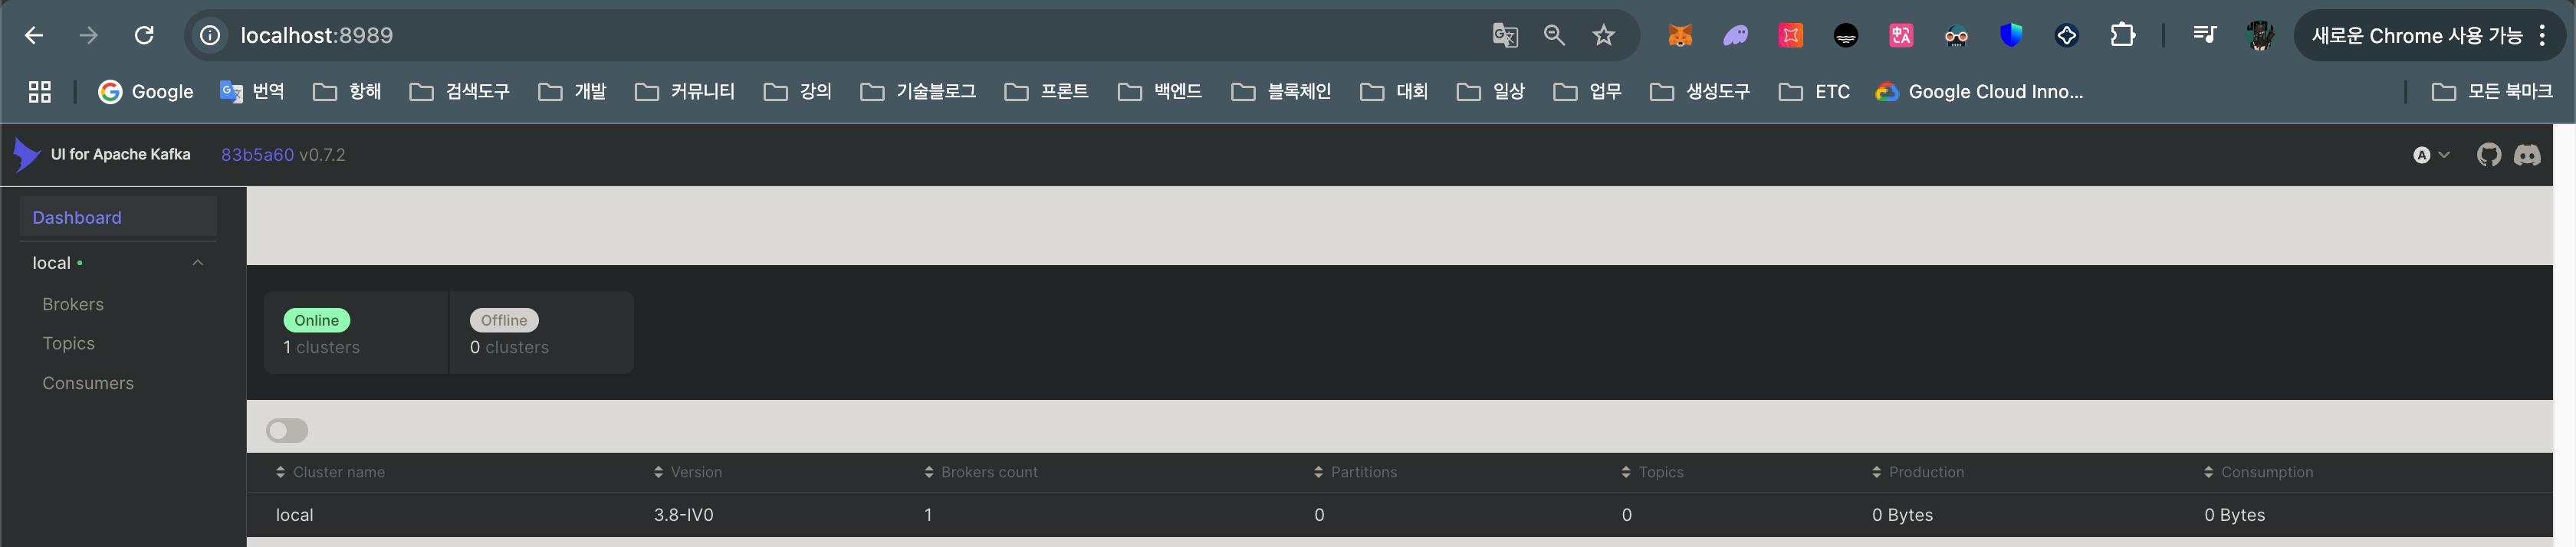 localhost:8989
새로운 Chrome 사용 가능
Google 번역 항해 검색도구 개발 커뮤니티 강의 기술블로그 프론트 백엔드 블록체인 대회 일상 업무 생성도구 ETC Google Cloud Inno... 모든 북마크
UI for Apache Kafka 83b5a60 v0.7.2 A
Dashboard
local
Brokers
Topics
Consumers
Online Offline
1 clusters 0 clusters
Cluster name Version Brokers count Partitions Topics Production Consumption
local 3.8-IV0 1 0 0 0 Bytes 0 Bytes